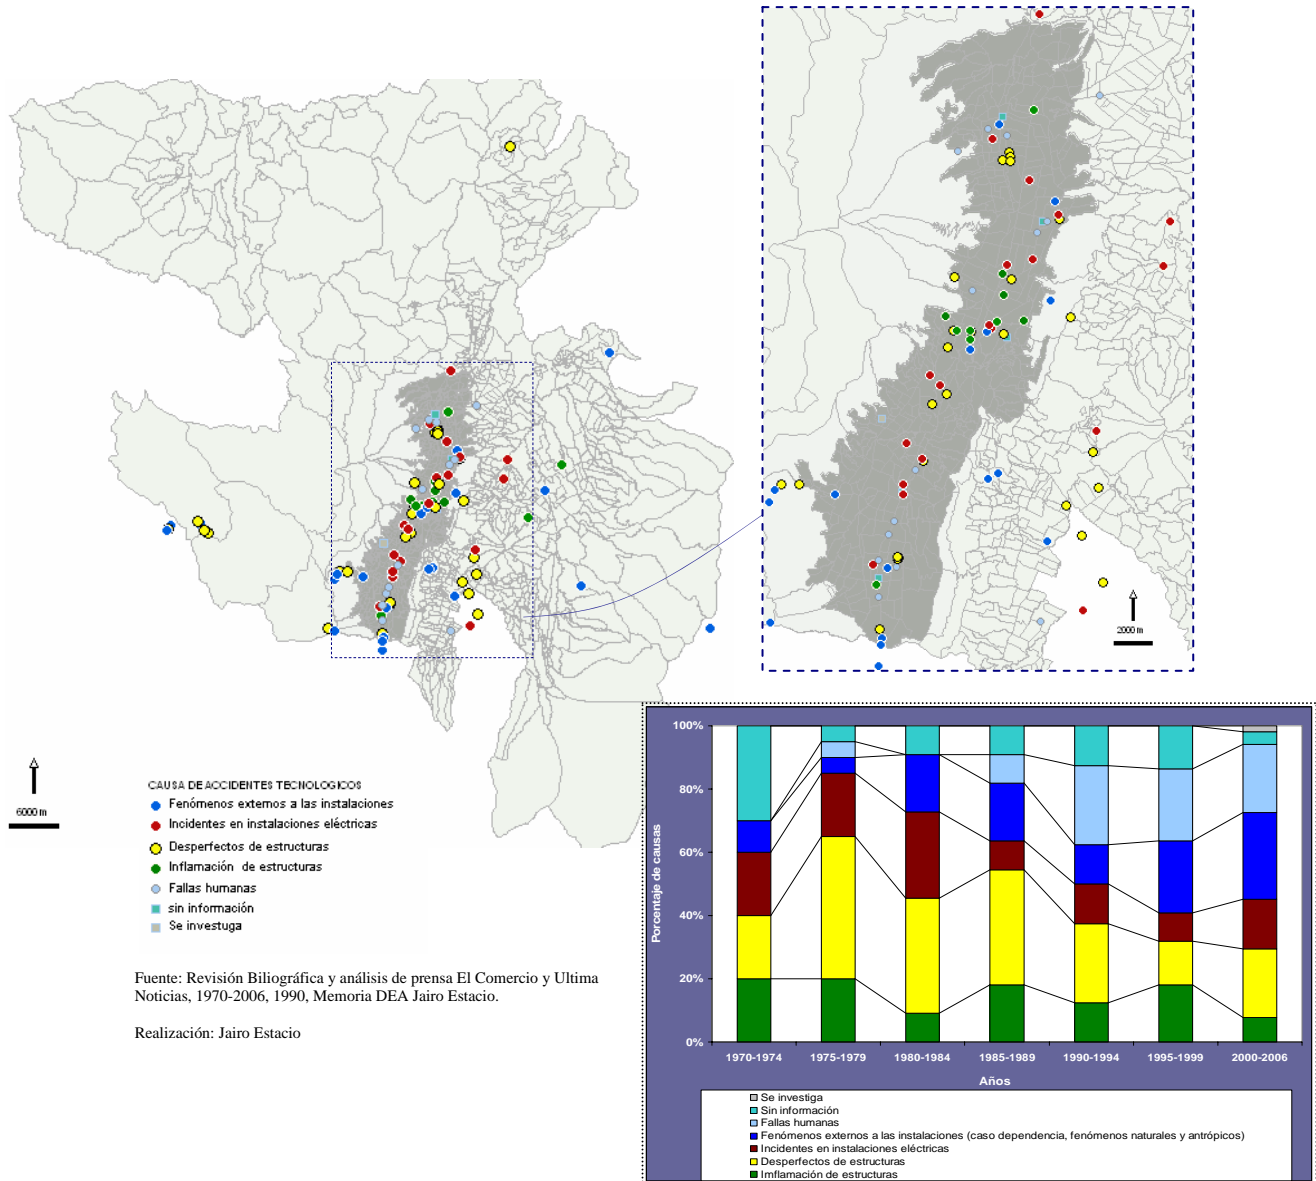 2000 m
6000 m
CAUSA DE ACCIDENTES TECNOLOGICOS
Fenómenos externos a las instalaciones
Incidentes en instalaciones eléctricas
Desperfectos de estructuras
Inflamación de estructuras
Fallas humanas
sin información
Se investuga
Fuente: Revisión Biliográfica y análisis de prensa El Comercio y Ultima
Noticias, 1970-2006, 1990, Memoria DEA Jairo Estacio.
Realización: Jairo Estacio
Porcentaje de causas
100%
80%
60%
40%
20%
0%
1970-1974 1975-1979 1980-1984 1985-1989 1990-1994 1995-1999 2000-2006
Años
Se investiga
Sin información
Fallas humanas
Fenómenos externos a las instalaciones (caso dependencia, fenómenos naturales y antrópicos)
Incidentes en instalaciones eléctricas
Desperfectos de estructuras
Imflamación de estructuras